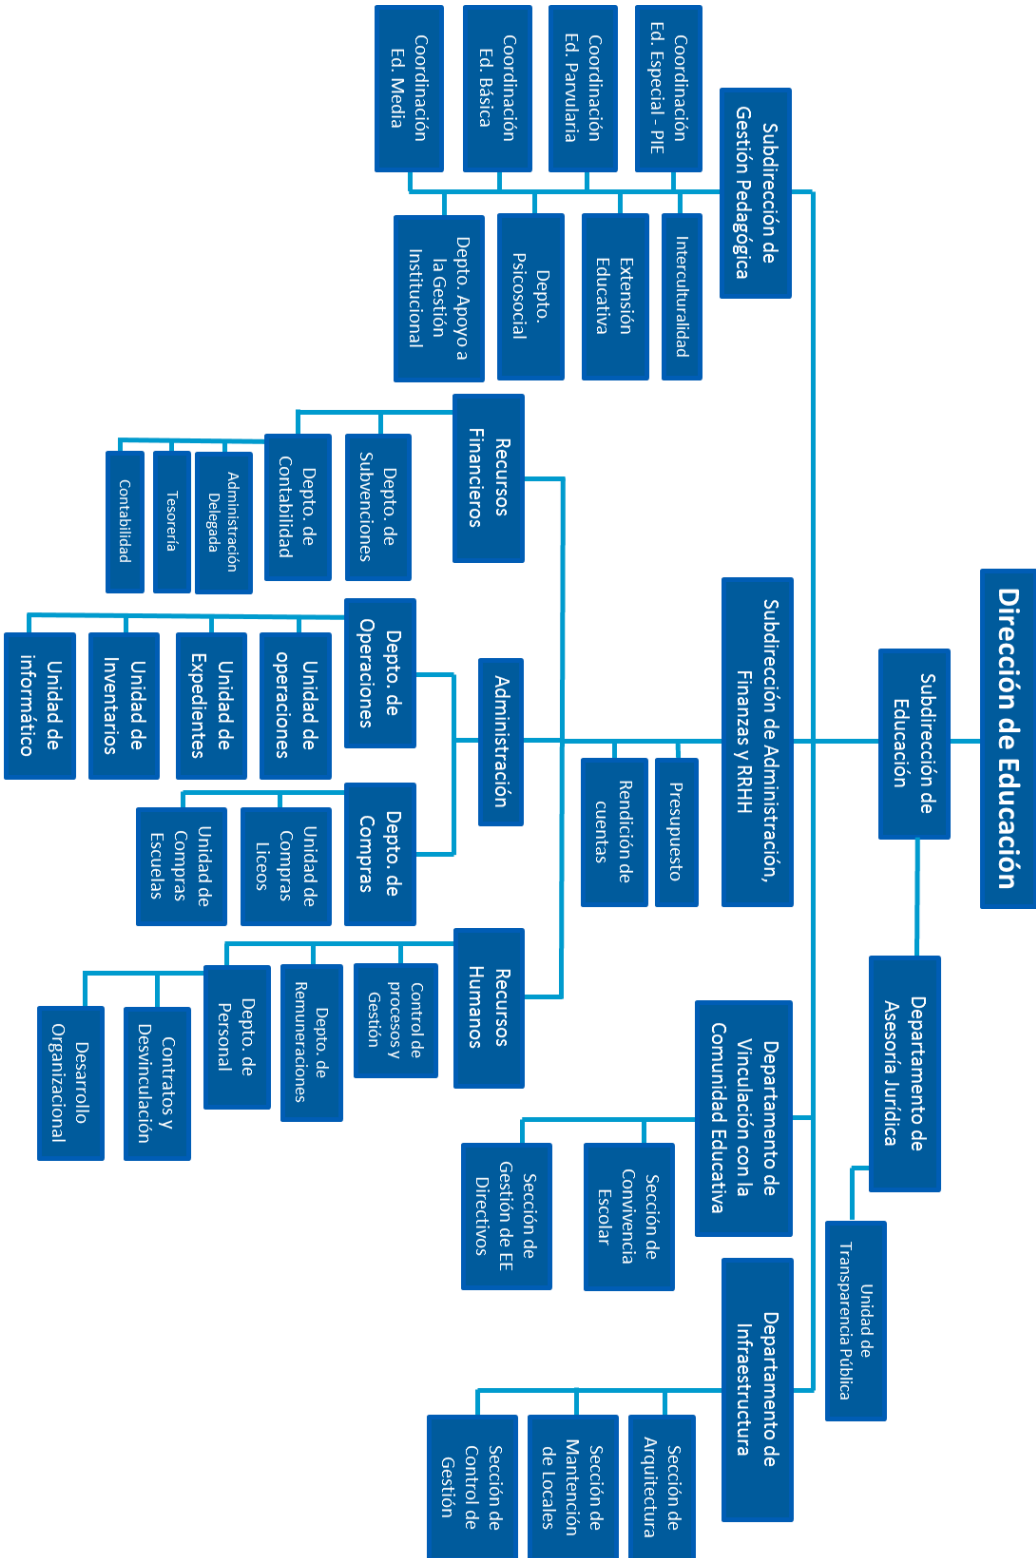 Dirección de Educación
Subdirección de
Educación
Departamento de
Asesoría Jurídica
Unidad de
Transparencia Pública
Subdirección de
Gestión Pedagógica
Coordinación
Ed. Especial - PIE
Coordinación
Ed. Parvularia
Coordinación
Ed. Básica
Coordinación
Ed. Media
Interculturalidad
Extensión
Educativa
Depto.
Psicosocial
Depto. Apoyo a
la Gestión
Institucional
Subdirección de Administración,
Finanzas y RRHH
Presupuesto
Rendición de
cuentas
Recursos
Financieros
Depto. de
Subvenciones
Depto. de
Contabilidad
Administración
Delegada
Tesorería
Contabilidad
Administración
Depto. de
Operaciones
Unidad de
operaciones
Unidad de
Expedientes
Unidad de
Inventarios
Unidad de
informático
Depto. de
Compras
Unidad de
Compras
Liceos
Unidad de
Compras
Escuelas
Recursos
Humanos
Control de
procesos y
Gestión
Depto. de
Remuneraciones
Depto. de
Personal
Contratos y
Desvinculación
Desarrollo
Organizacional
Departamento de
Vinculación con la
Comunidad Educativa
Sección de
Convivencia
Escolar
Sección de
Gestión de EE
Directivos
Departamento de
Infraestructura
Sección de
Arquitectura
Sección de
Mantención
de Locales
Sección de
Control de
Gestión